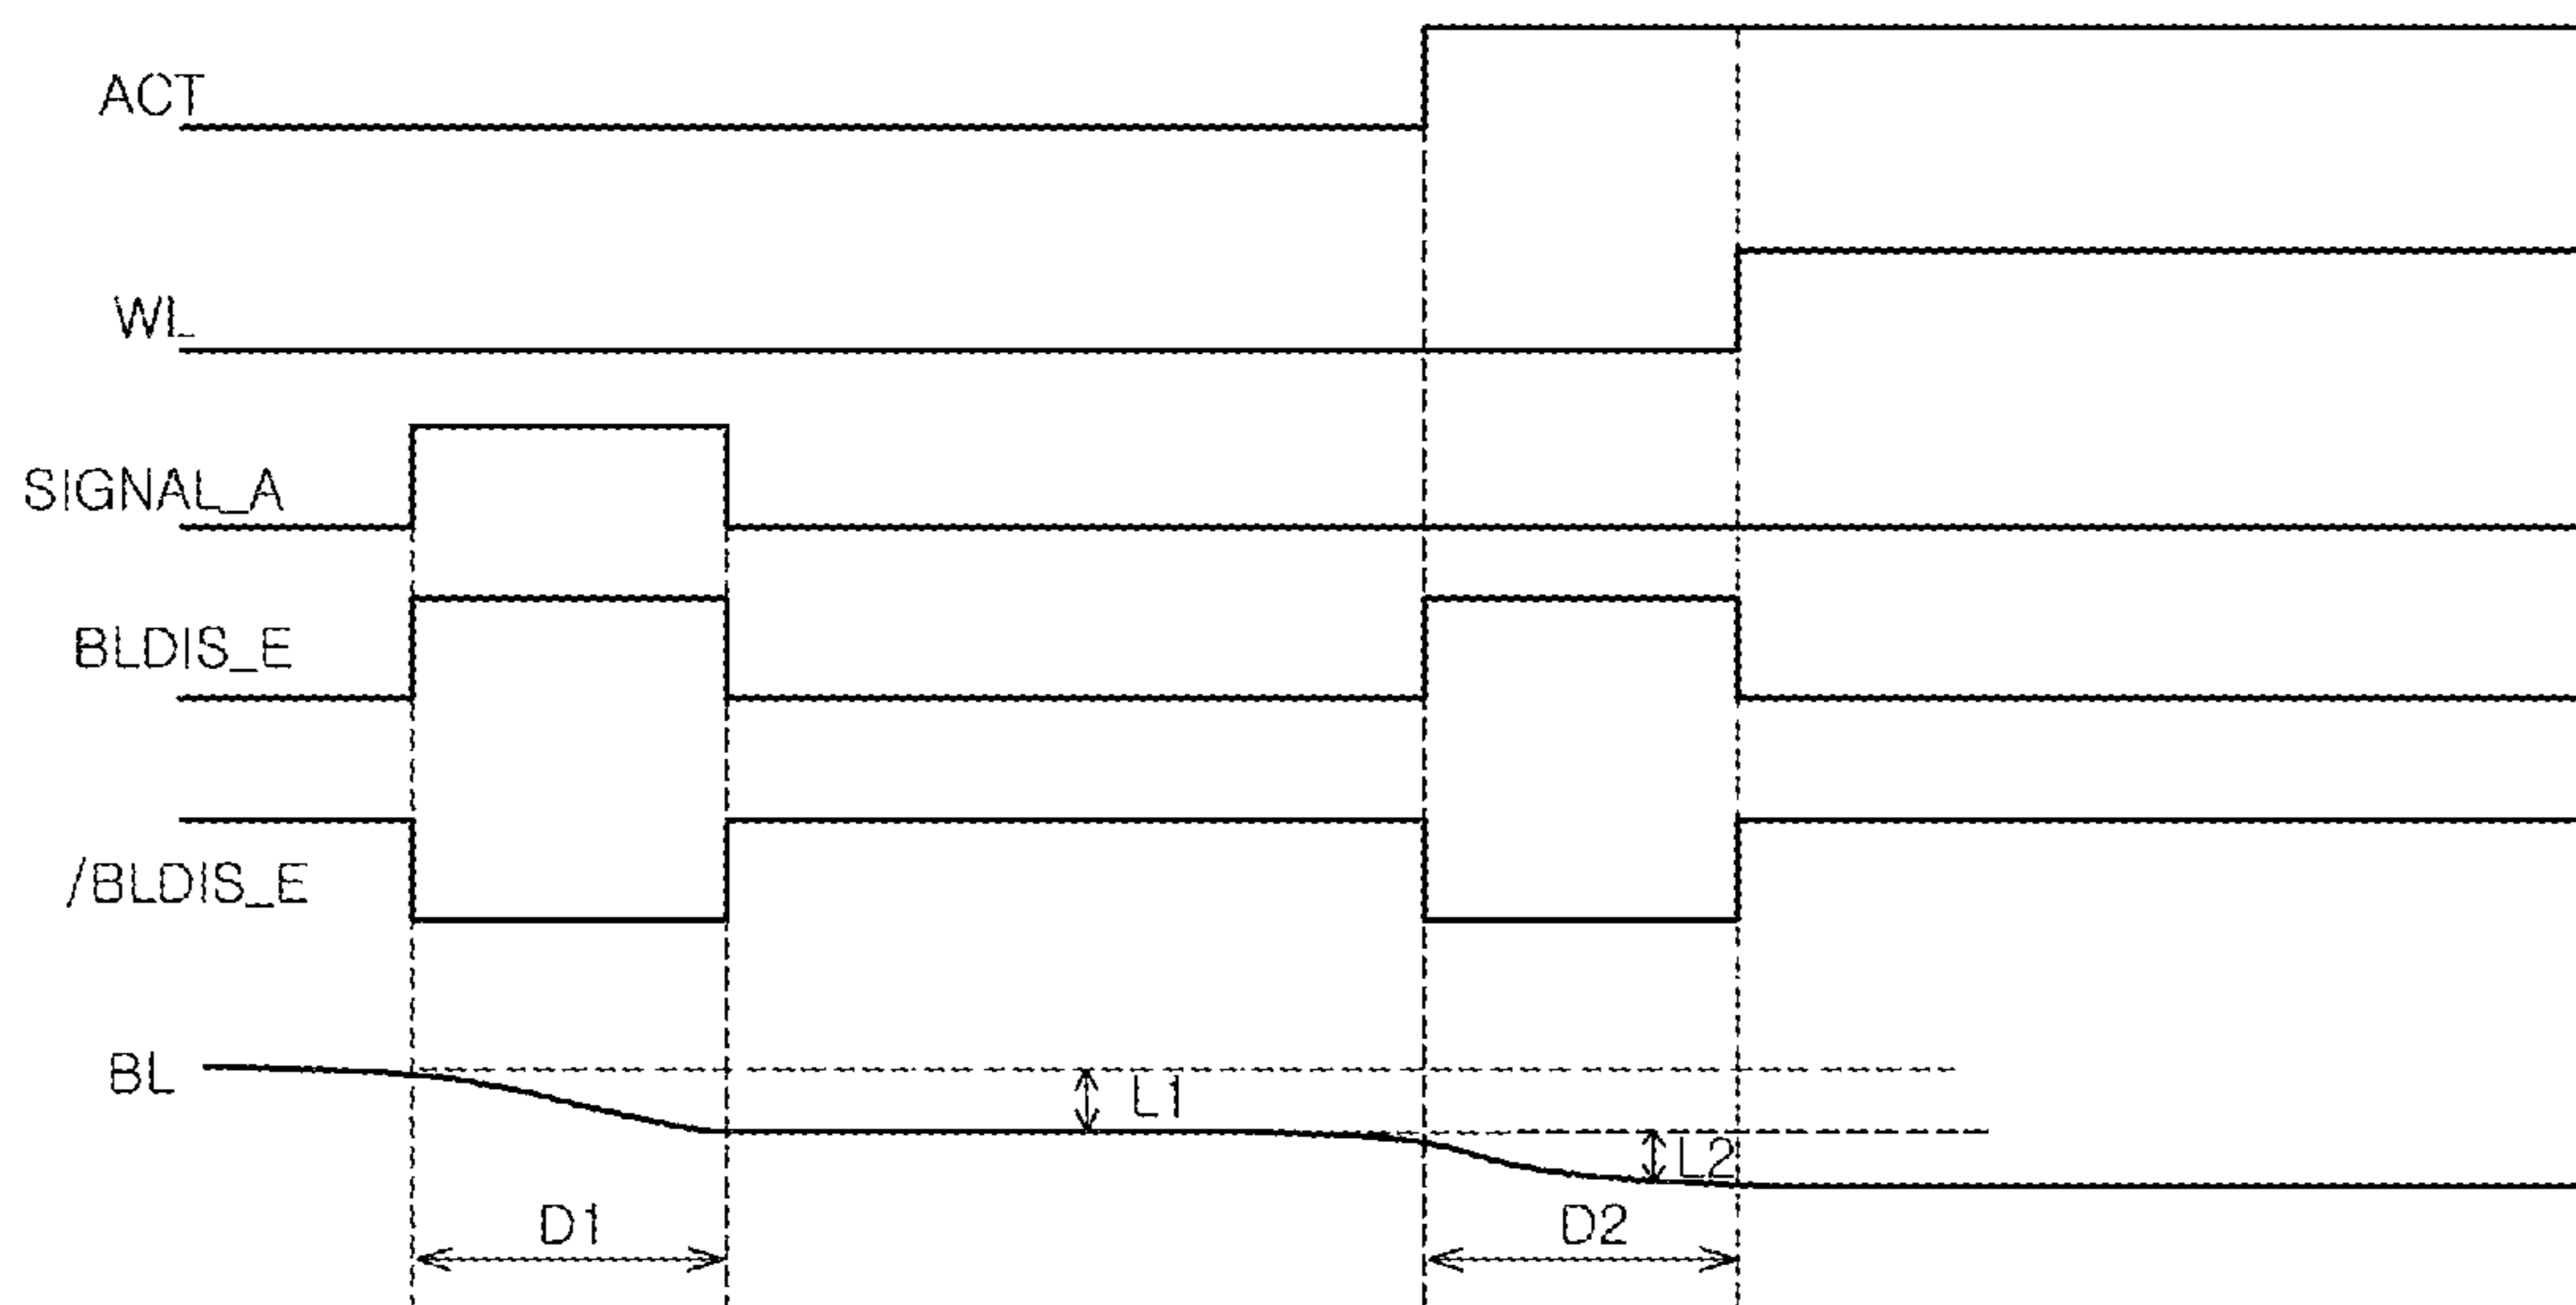 ACT
WL
SIGNAL_A
BLDIS_E
/BLDIS_E
BL
L1
L2
D1
D2